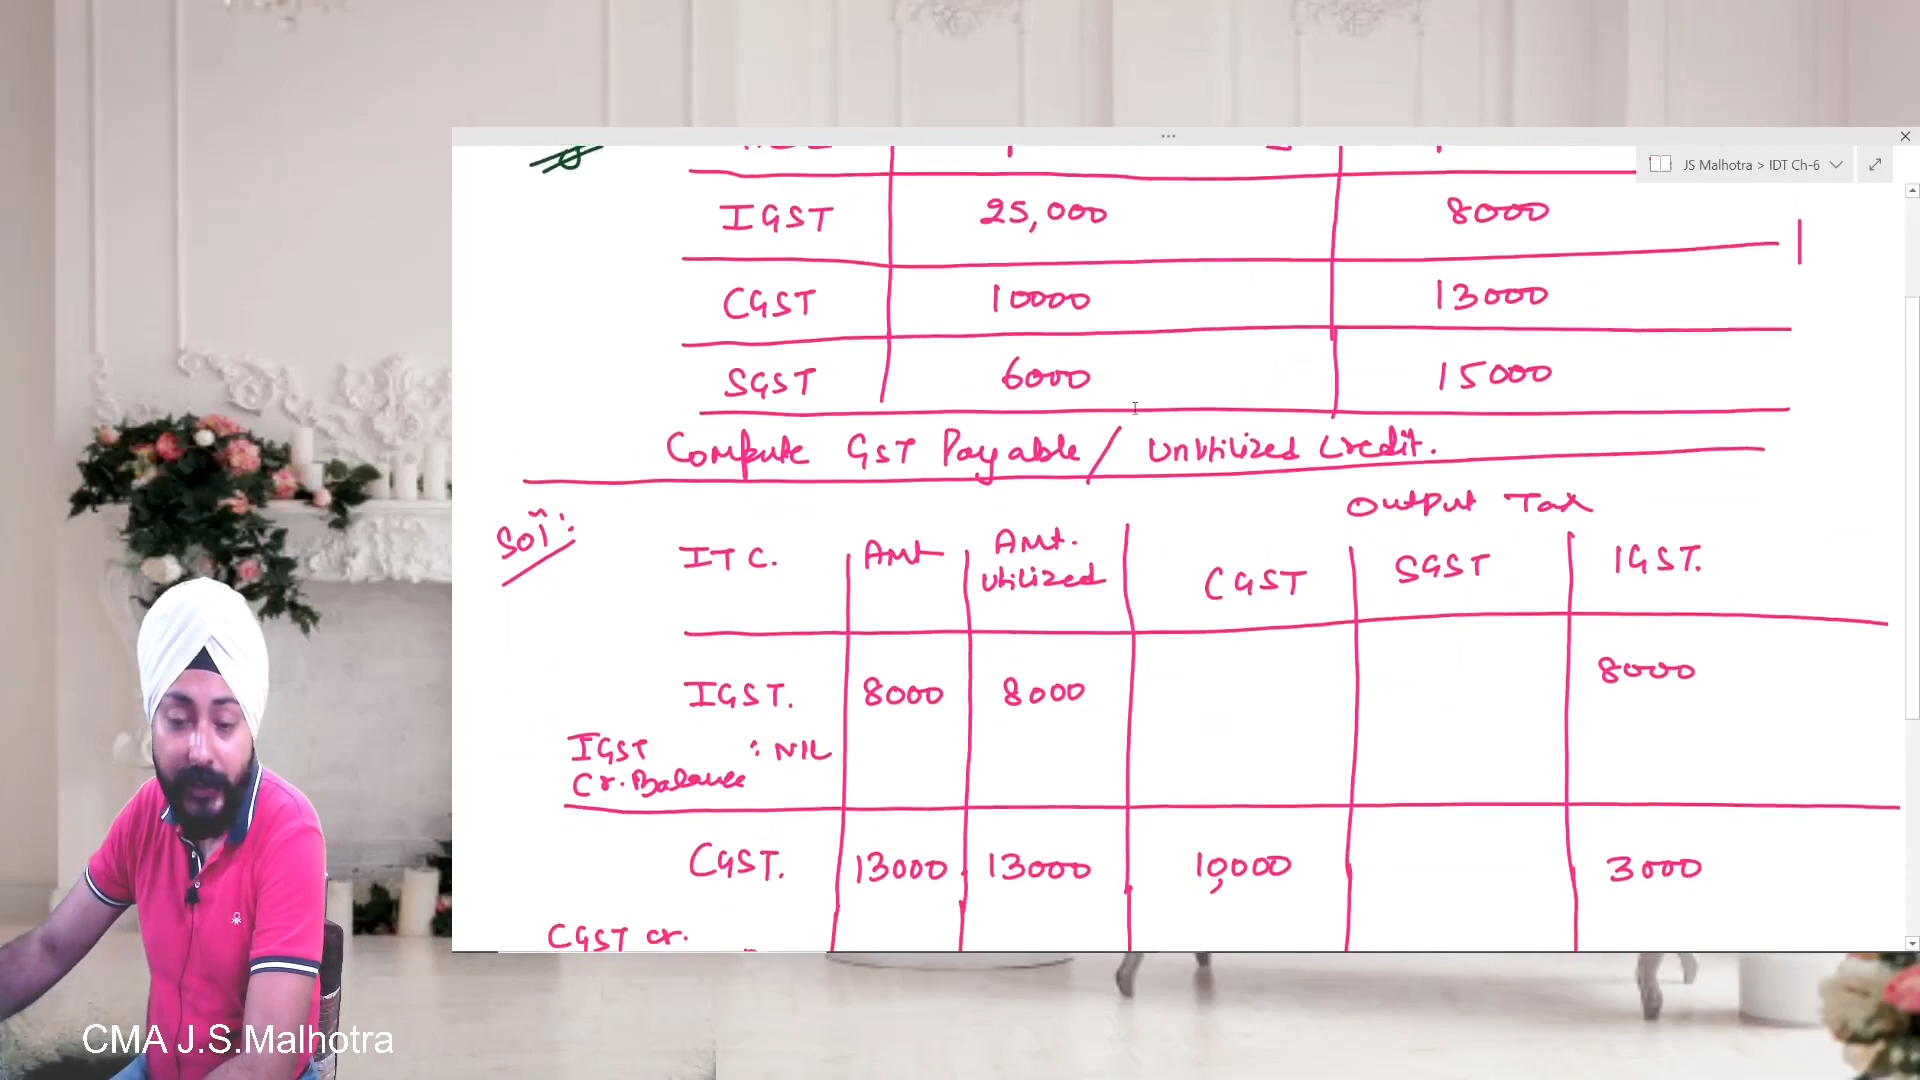 JS Malhotra > IDT Ch-6
IGST 25,000 8000
CGST 10000 13000
SGST 6000 15000
Compute GST Payable / Unutilized Credit.
Output Tax
Sol:
ITC. Amt Amt. Utilized CGST SGST IGST.
IGST. 8000 8000 8000
IGST : NIL
Cr. Balance
CGST. 13000 13000 10,000 3000
CGST cr.
CMA J.S.Malhotra